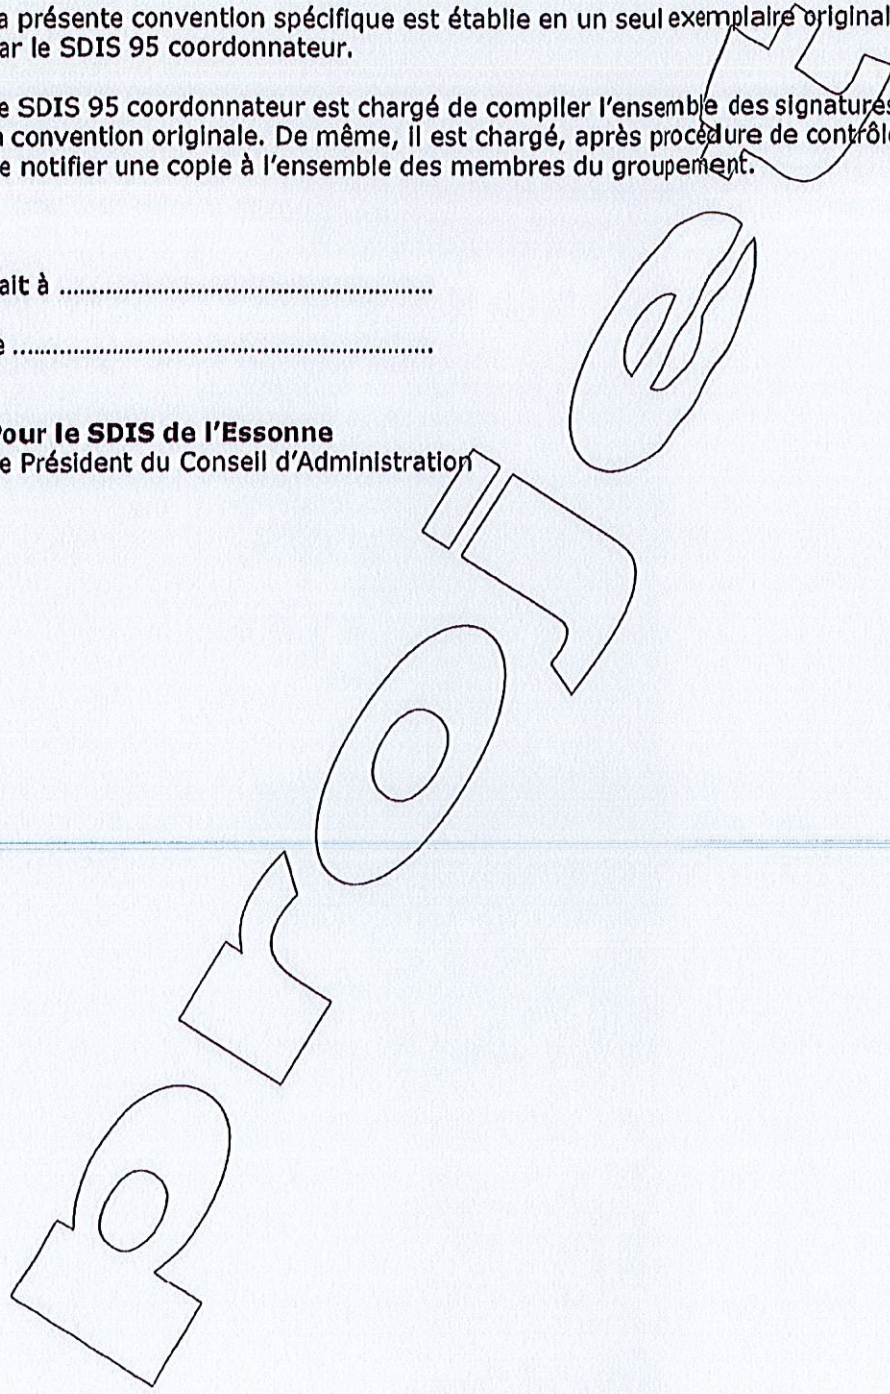 a présente convention spécifique est établie en un seul exemplaire original
ar le SDIS 95 coordonnateur.
e SDIS 95 coordonnateur est chargé de compiler l'ensemble des signatures
a convention originale. De même, il est chargé, après procédure de contrôle
e notifier une copie à l'ensemble des membres du groupement.
ait à ........................................................
e ...............................................................
Pour le SDIS de l'Essonne
e Président du Conseil d'Administration
projet